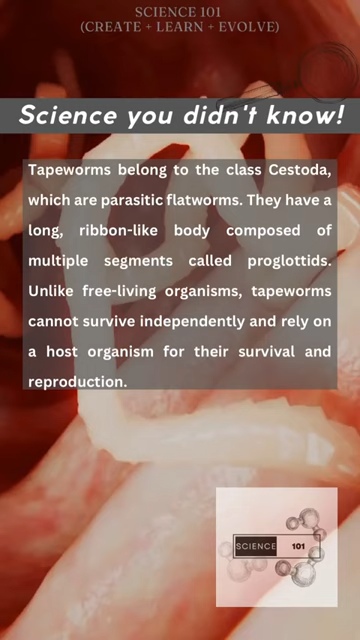 SCIENCE 101
(CREATE + LEARN + EVOLVE)
Science you didn't know!
Tapeworms belong to the class Cestoda,
which are parasitic flatworms. They have a
long, ribbon-like body composed of
multiple segments called proglottids.
Unlike free-living organisms, tapeworms
cannot survive independently and rely on
a host organism for their survival and
reproduction.
SCIENCE 101